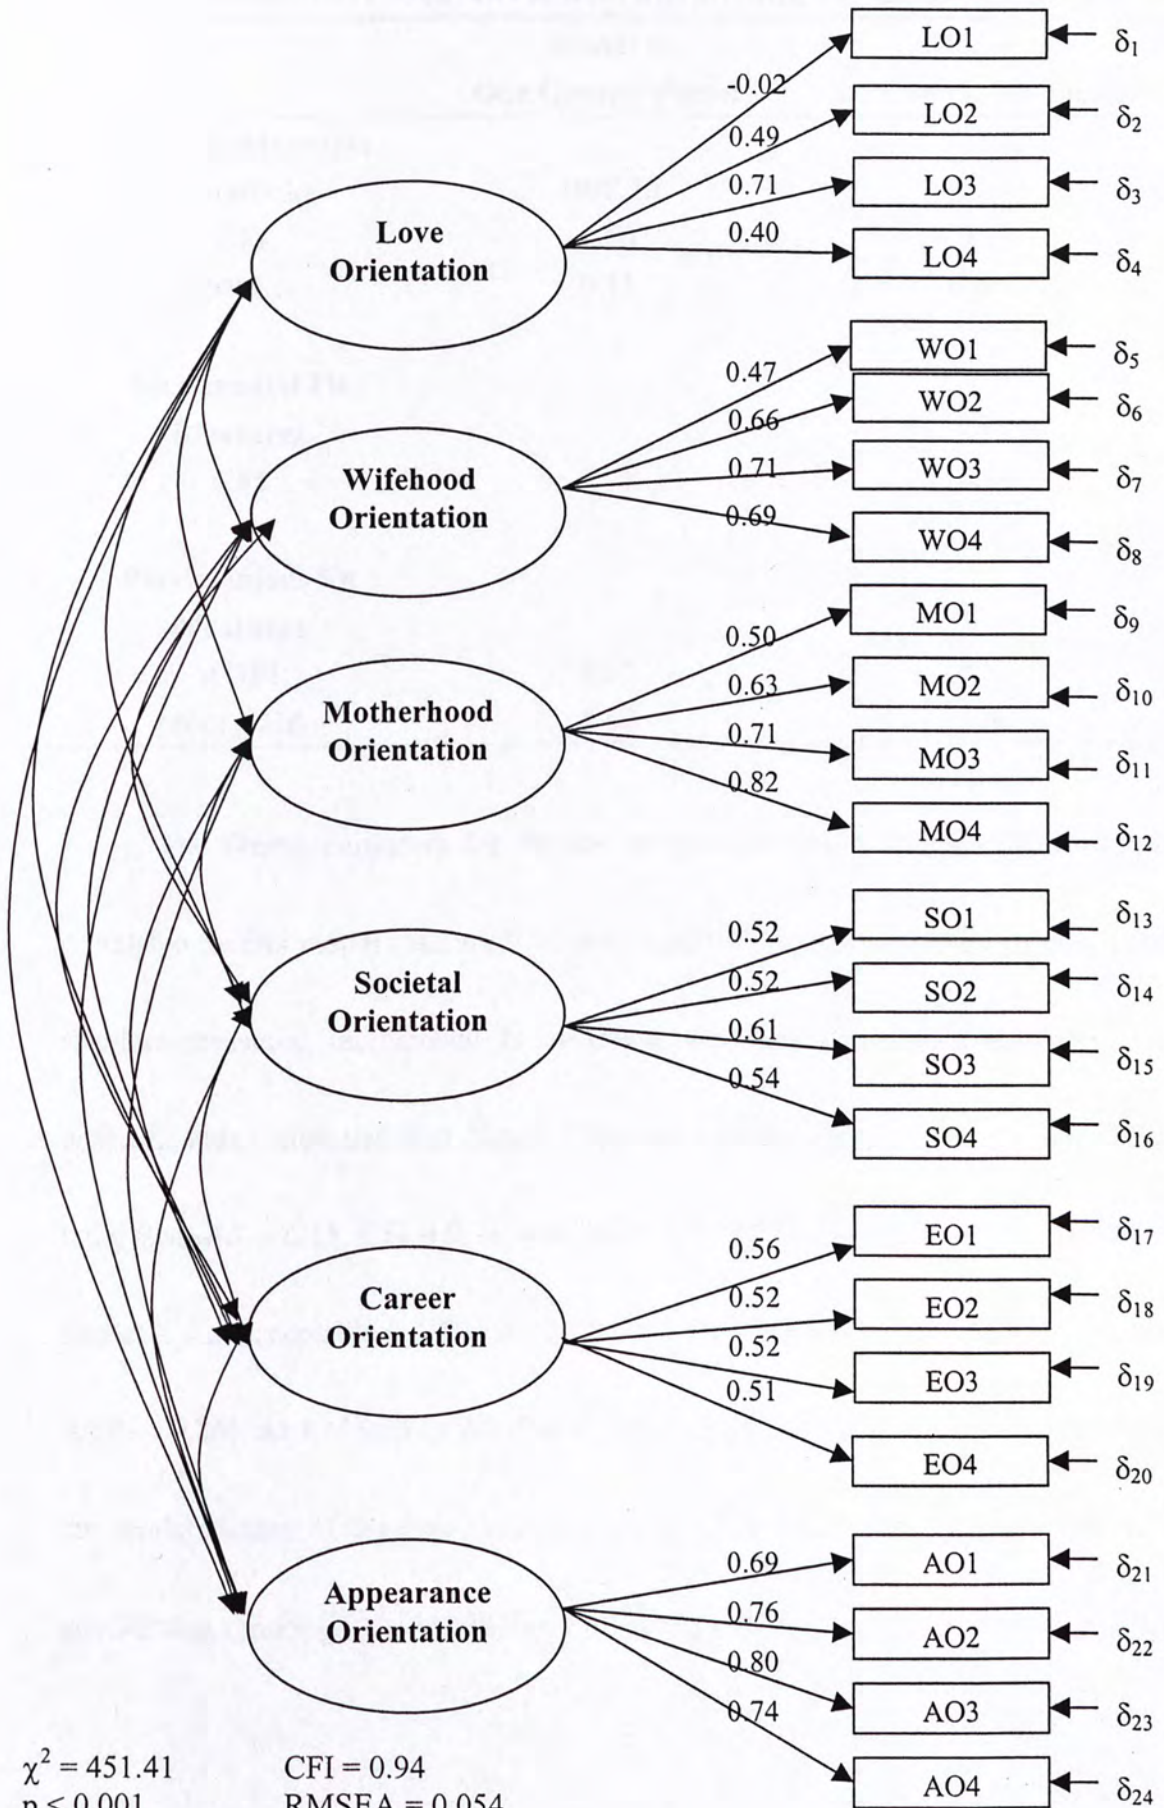 LO1
δ1
-0.02
LO2
δ2
0.49
LO3
δ3
0.71
LO4
δ4
0.40
Love
Orientation
WO1
δ5
0.47
WO2
δ6
0.66
WO3
δ7
0.71
WO4
δ8
0.69
Wifehood
Orientation
MO1
δ9
0.50
MO2
δ10
0.63
MO3
δ11
0.71
MO4
δ12
0.82
Motherhood
Orientation
SO1
δ13
0.52
SO2
δ14
0.52
SO3
δ15
0.61
SO4
δ16
0.54
Societal
Orientation
EO1
δ17
0.56
EO2
δ18
0.52
EO3
δ19
0.52
EO4
δ20
0.51
Career
Orientation
AO1
δ21
0.69
AO2
δ22
0.76
AO3
δ23
0.80
AO4
δ24
0.74
Appearance
Orientation
χ² = 451.41 CFI = 0.94
p < 0.001 RMSEA = 0.054